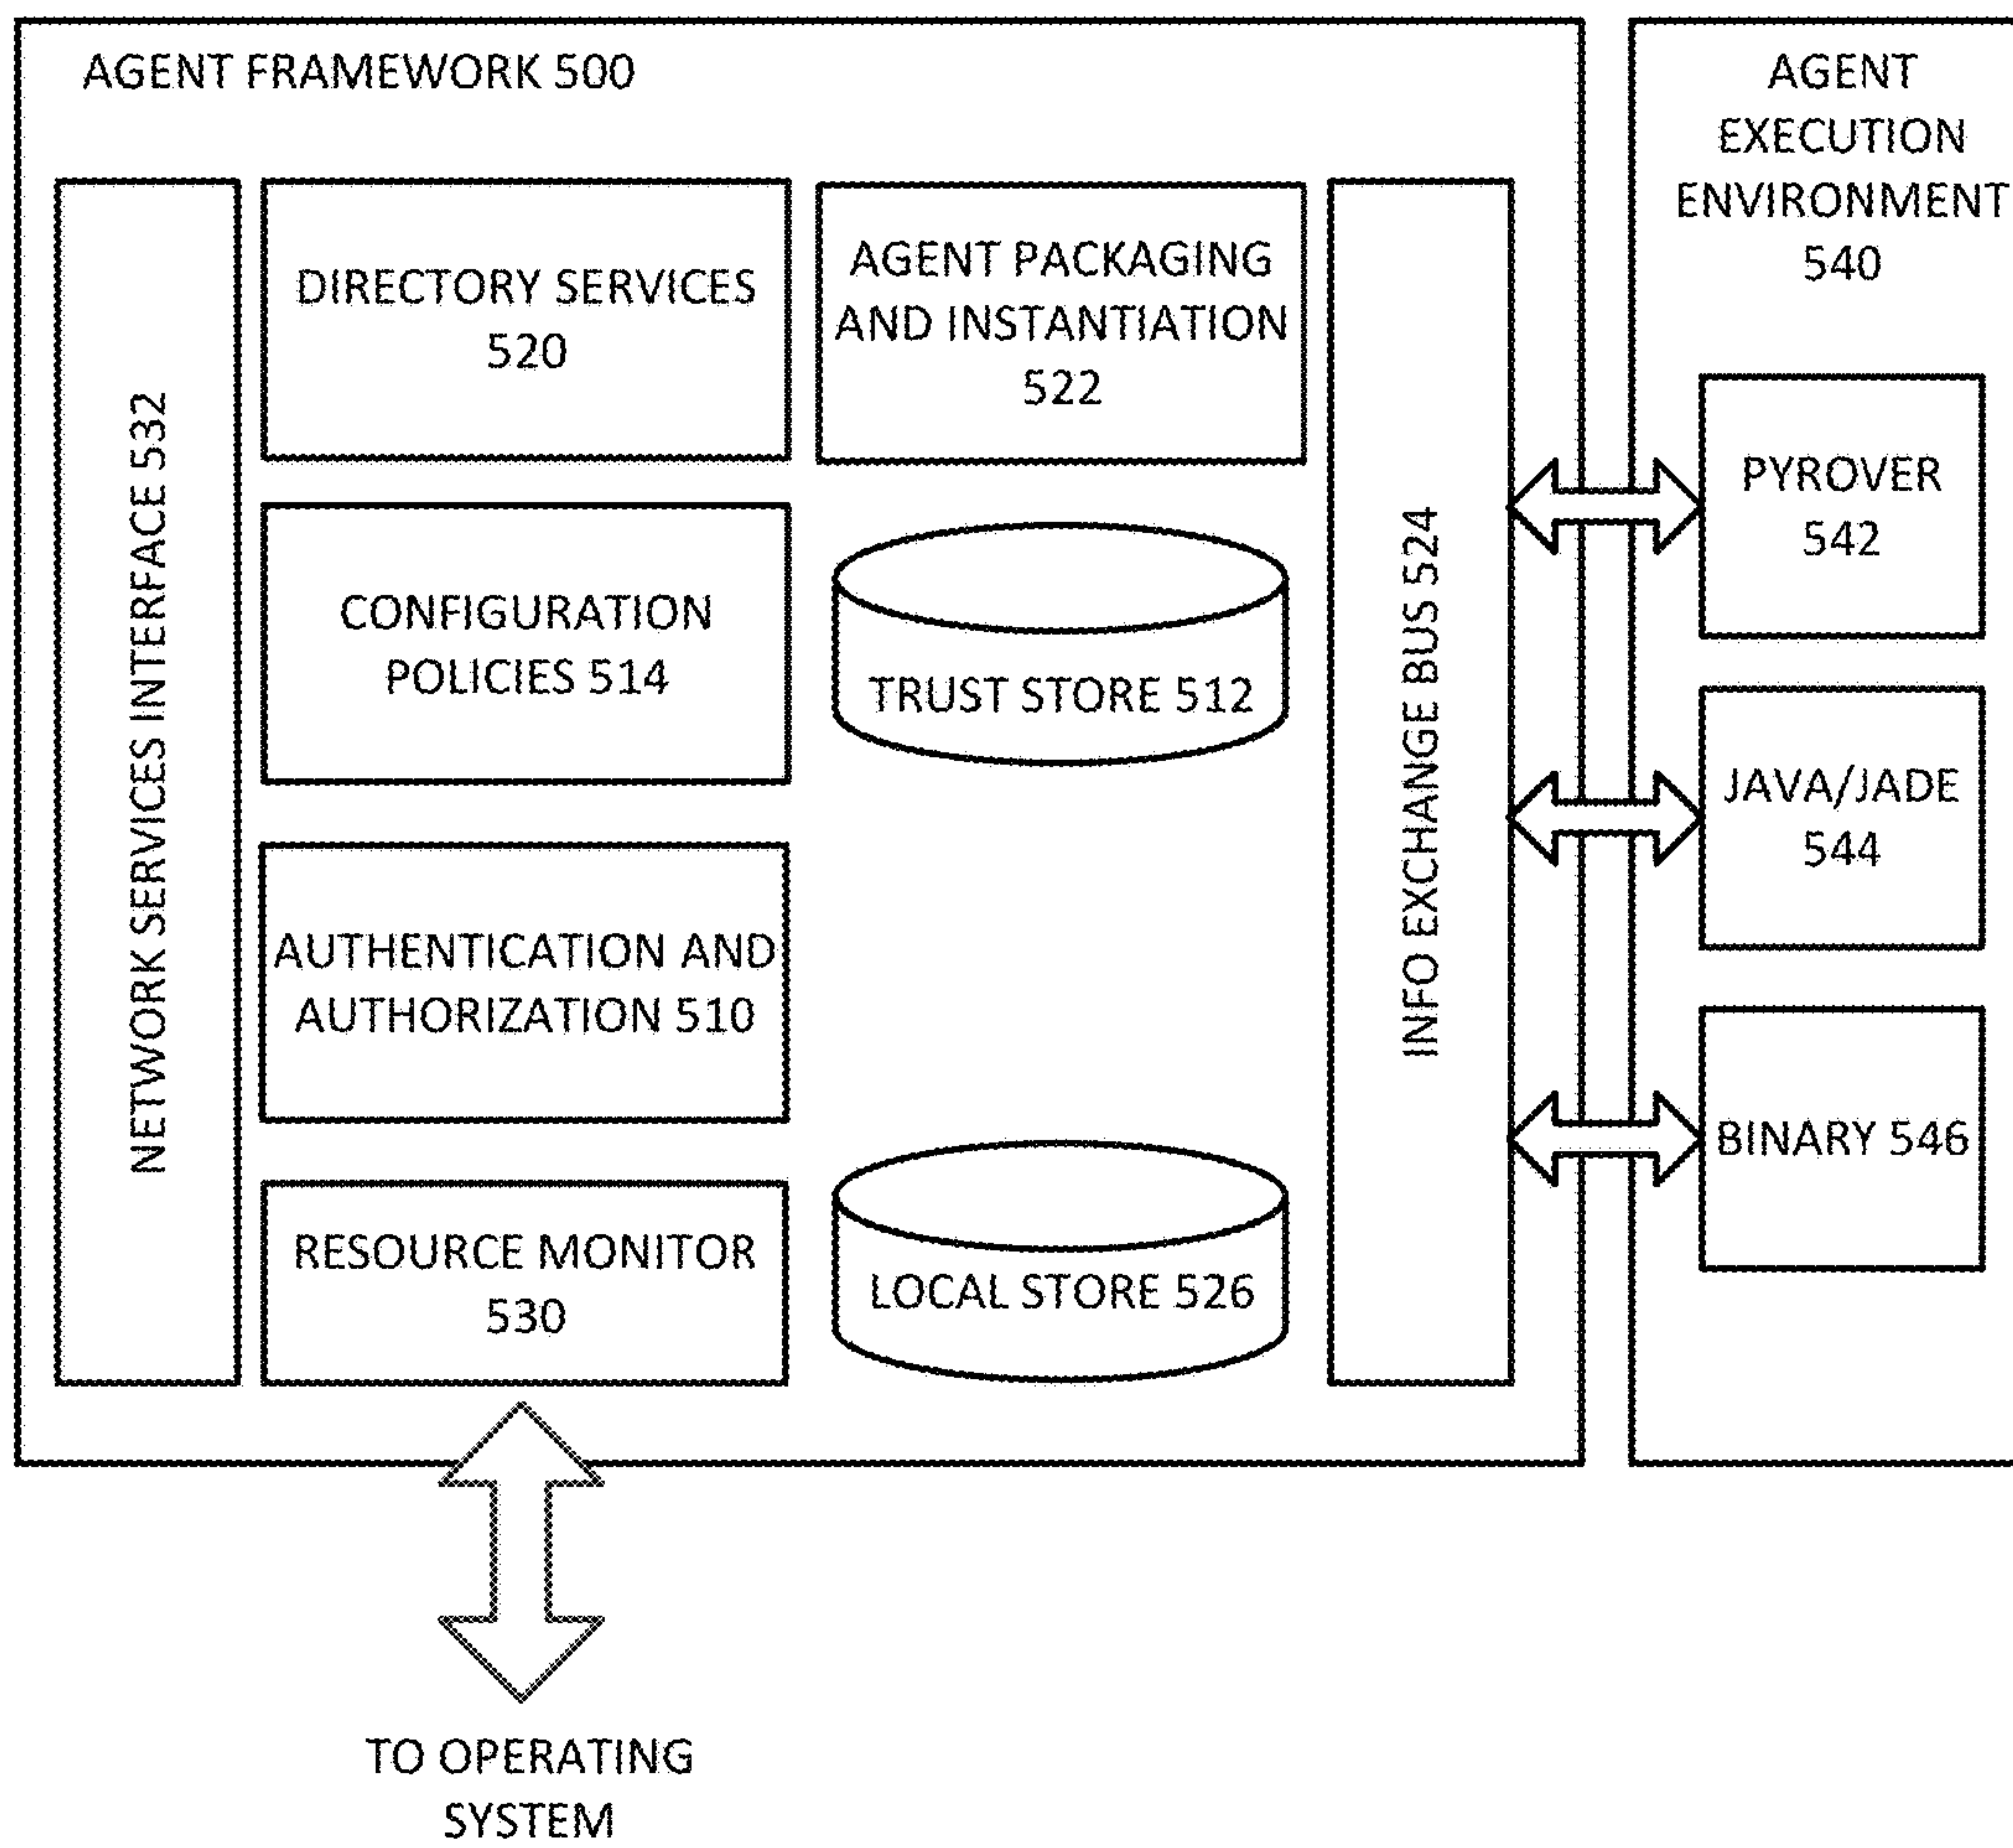 AGENT FRAMEWORK 500
NETWORK SERVICES INTERFACE 532
DIRECTORY SERVICES
520
AGENT PACKAGING
AND INSTANTIATION
522
CONFIGURATION
POLICIES 514
TRUST STORE 512
AUTHENTICATION AND
AUTHORIZATION 510
RESOURCE MONITOR
530
LOCAL STORE 526
INFO EXCHANGE BUS 524
AGENT
EXECUTION
ENVIRONMENT
540
PYROVER
542
JAVA/JADE
544
BINARY 546
TO OPERATING
SYSTEM